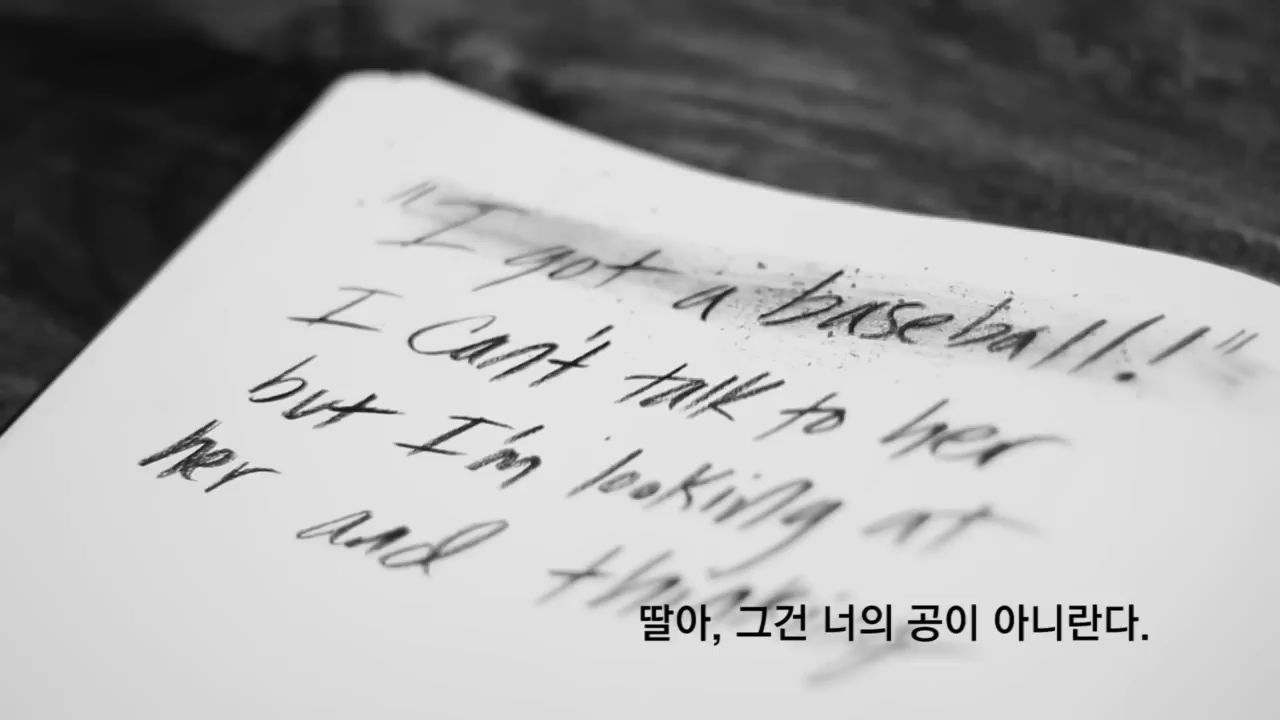 "I got a baseball!"
I can't talk to her
but I'm looking at
her and thinking
딸아, 그건 너의 공이 아니란다.